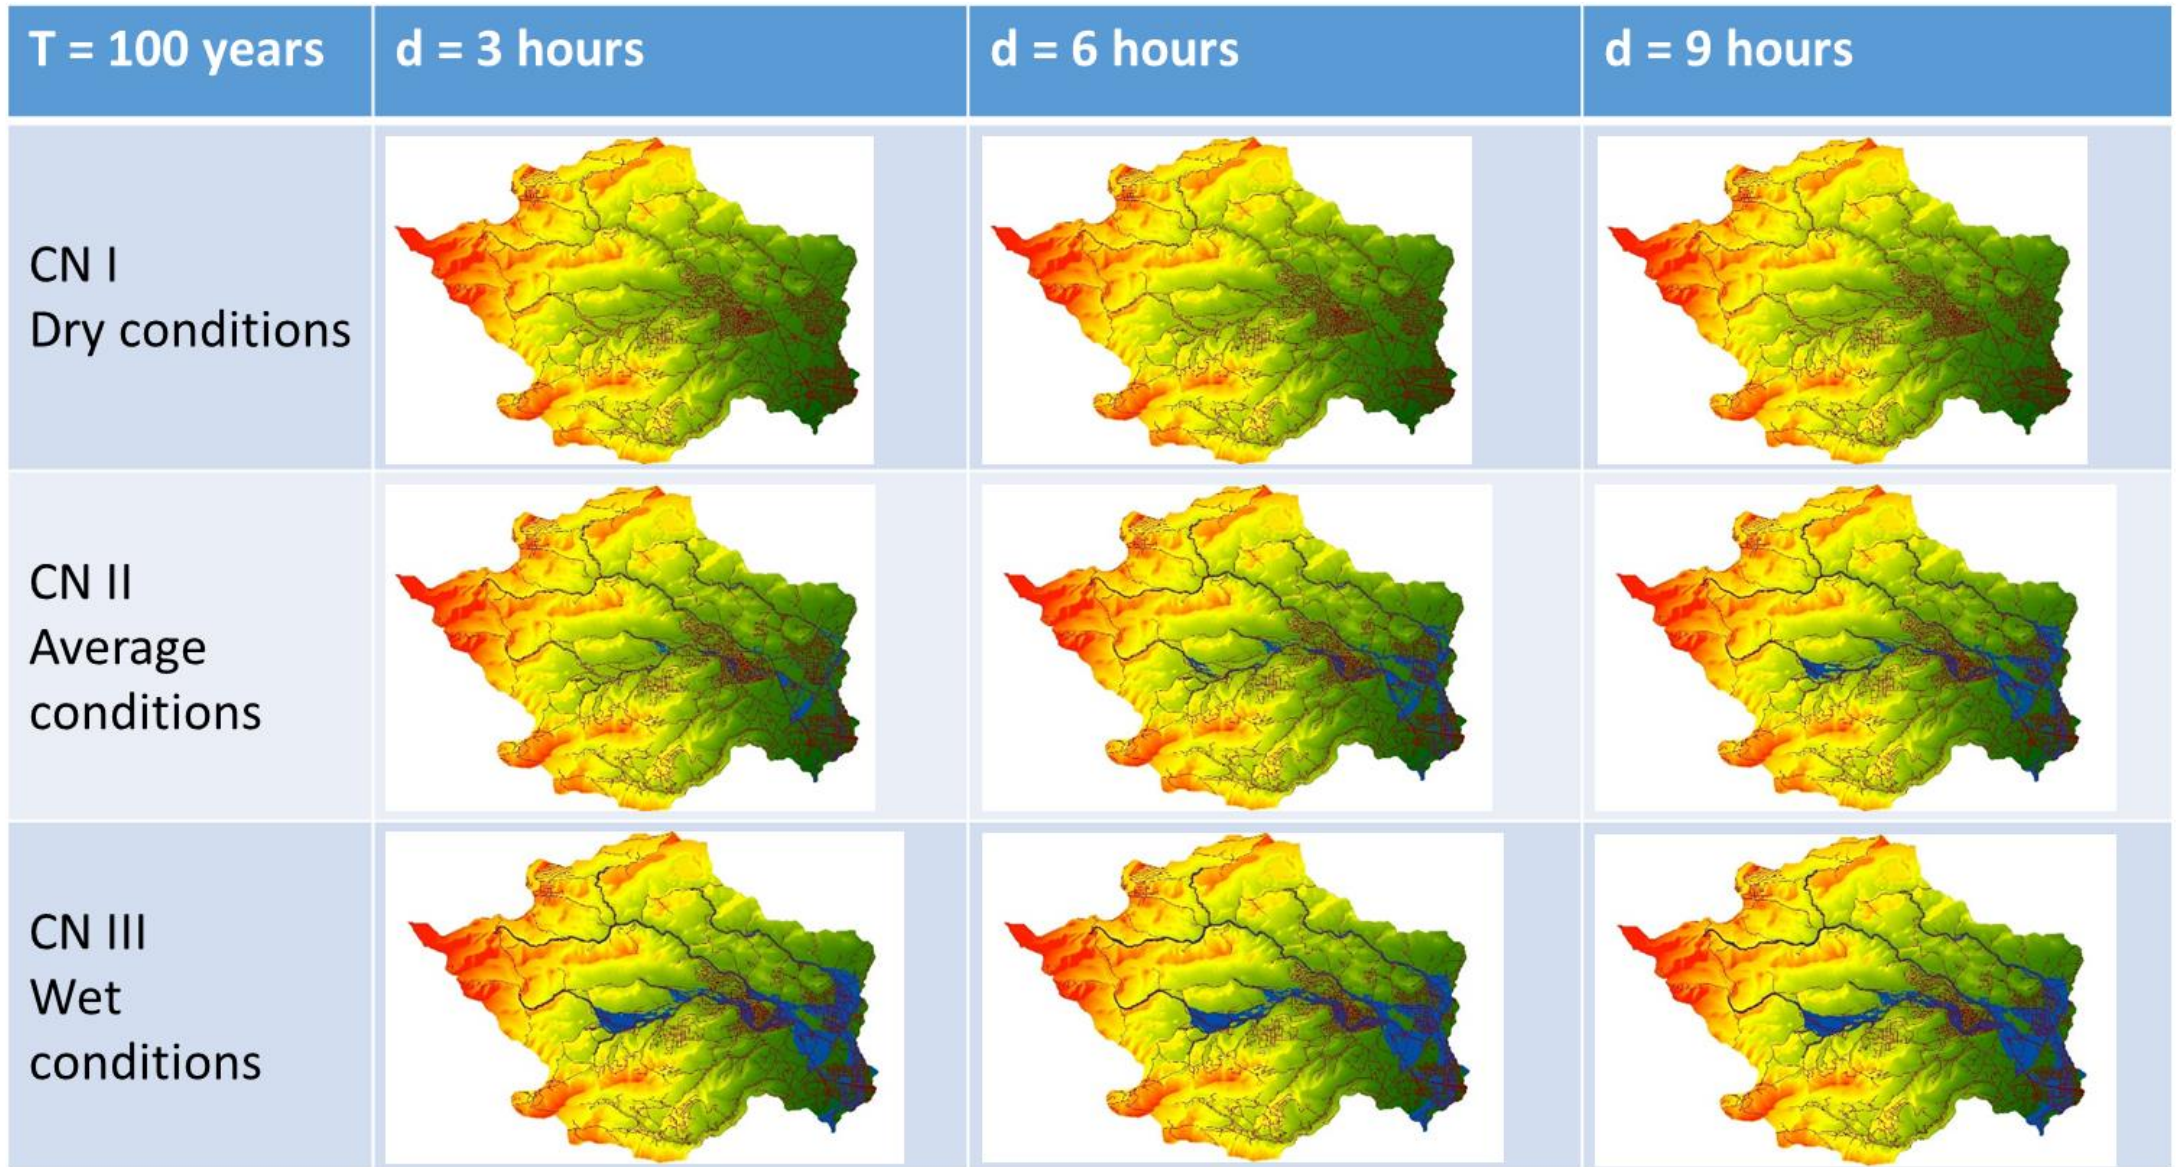 T = 100 years
d = 3 hours
d = 6 hours
d = 9 hours
CN I
Dry conditions
CN II
Average
conditions
CN III
Wet
conditions